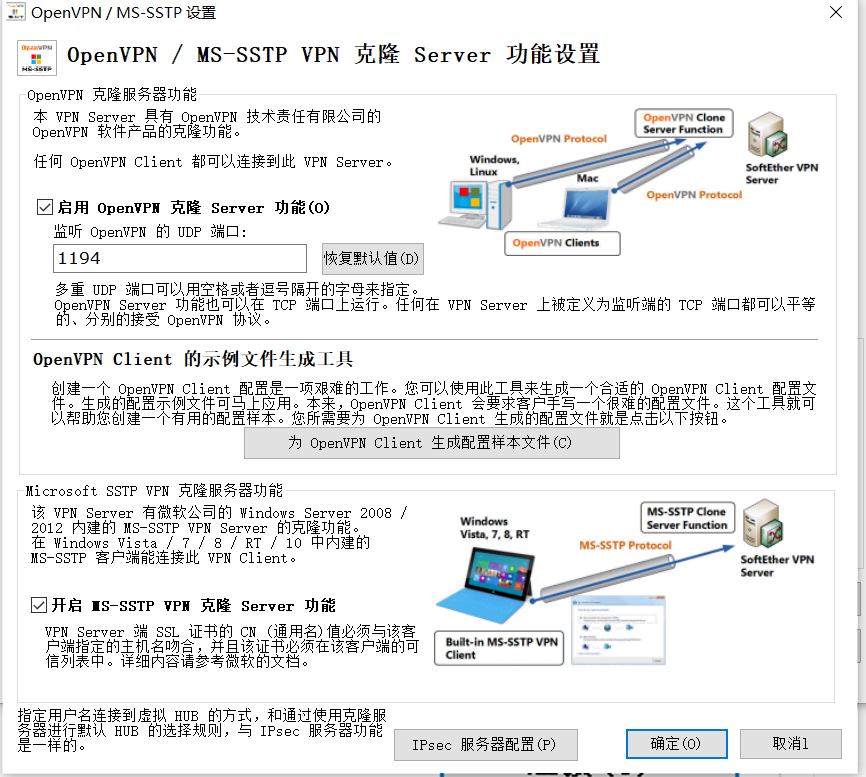 OpenVPN / MS-SSTP 设置
OpenVPN / MS-SSTP VPN 克隆 Server 功能设置
OpenVPN
MS-SSTP
OpenVPN 克隆服务器功能
本 VPN Server 具有 OpenVPN 技术责任有限公司的
OpenVPN 软件产品的克隆功能。
任何 OpenVPN Client 都可以连接到此 VPN Server。
OpenVPN Protocol
OpenVPN Clone
Server Function
Windows,
Linux
Mac
SoftEther VPN
Server
OpenVPN Protocol
OpenVPN Clients
启用 OpenVPN 克隆 Server 功能(O)
监听 OpenVPN 的 UDP 端口:
1194
恢复默认值(D)
多重 UDP 端口可以用空格或者逗号隔开的字母来指定。
OpenVPN Server 功能也可以在 TCP 端口上运行。任何在 VPN Server 上被定义为监听端的 TCP 端口都可以平等
的、分别的接受 OpenVPN 协议。
OpenVPN Client 的示例文件生成工具
创建一个 OpenVPN Client 配置是一项艰难的工作。您可以使用此工具来生成一个合适的 OpenVPN Client 配置文
件。生成的配置示例文件可马上应用。本来，OpenVPN Client 会要求客户手写一个很难的配置文件。这个工具就可
以帮助您创建一个有用的配置样本。您所需要为 OpenVPN Client 生成的配置文件就是点击以下按钮。
为 OpenVPN Client 生成配置样本文件(C)
Microsoft SSTP VPN 克隆服务器功能
该 VPN Server 有微软公司的 Windows Server 2008 /
2012 内建的 MS-SSTP VPN Server 的克隆功能。
在 Windows Vista / 7 / 8 / RT / 10 中内建的
MS-SSTP 客户端能连接此 VPN Client。
Windows
Vista, 7, 8, RT
MS-SSTP Clone
Server Function
MS-SSTP Protocol
SoftEther VPN
Server
Built-in MS-SSTP VPN
Client
开启 MS-SSTP VPN 克隆 Server 功能
VPN Server 端 SSL 证书的 CN (通用名)值必须与该客
户端指定的主机名吻合，并且该证书必须在该客户端的可
信列表中。详细内容请参考微软的文档。
指定用户名连接到虚拟 HUB 的方式，和通过使用克隆服
务器进行默认 HUB 的选择规则，与 IPsec 服务器功能
是一样的。
IPsec 服务器配置(P)
确定(O)
取消l